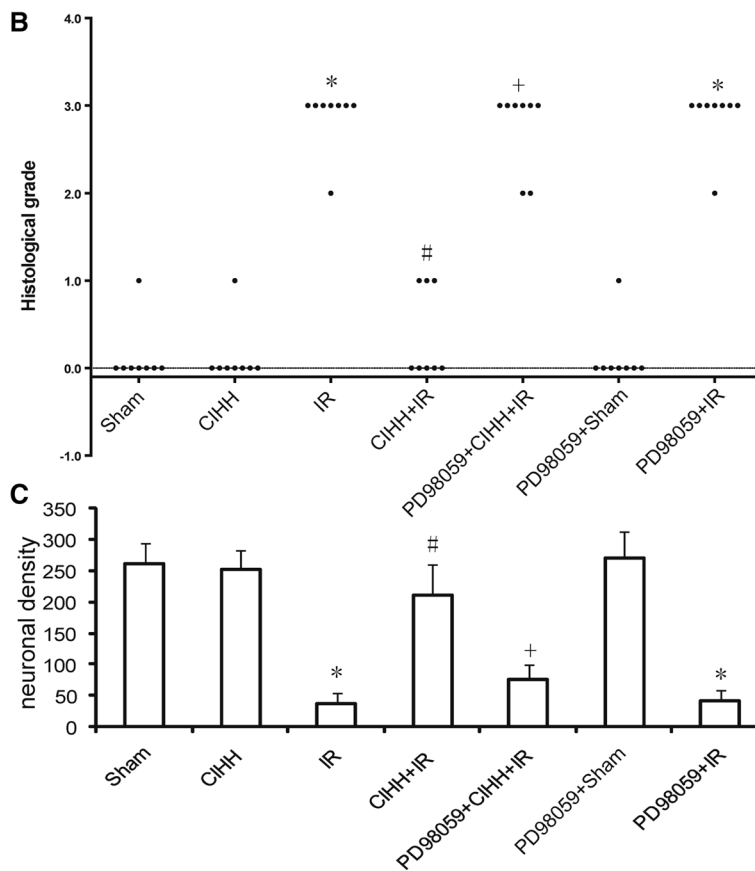 B
Histological grade
4.0
3.0
2.0
1.0
0.0
-1.0
*
#
+
*
Sham
CIHH
IR
CIHH+IR
PD98059+CIHH+IR
PD98059+Sham
PD98059+IR
C
neuronal density
350
300
250
200
150
100
50
0
*
#
+
*
Sham
CIHH
IR
CIHH+IR
PD98059+CIHH+IR
PD98059+Sham
PD98059+IR